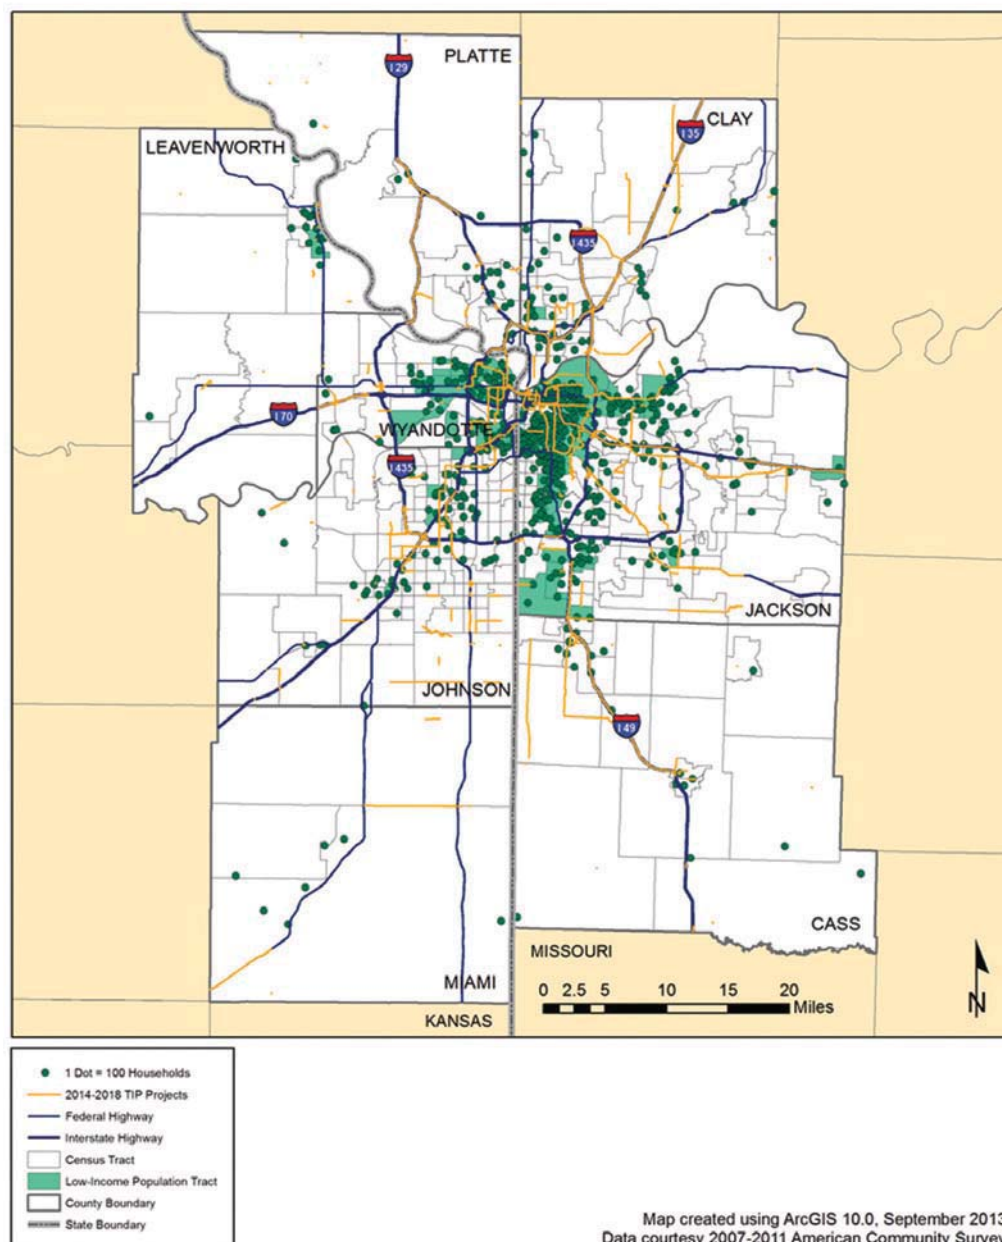 PLATTE
129
CLAY
135
LEAVENWORTH
1435
170
WYANDOTTE
1435
JACKSON
JOHNSON
149
CASS
MISSOURI
MIAMI
0 2.5 5 10 15 20
Miles
N
KANSAS
1 Dot = 100 Households
2014-2018 TIP Projects
Federal Highway
Interstate Highway
Census Tract
Low-Income Population Tract
County Boundary
State Boundary
Map created using ArcGIS 10.0, September 2013
Data courtesy 2007-2011 American Community Survey